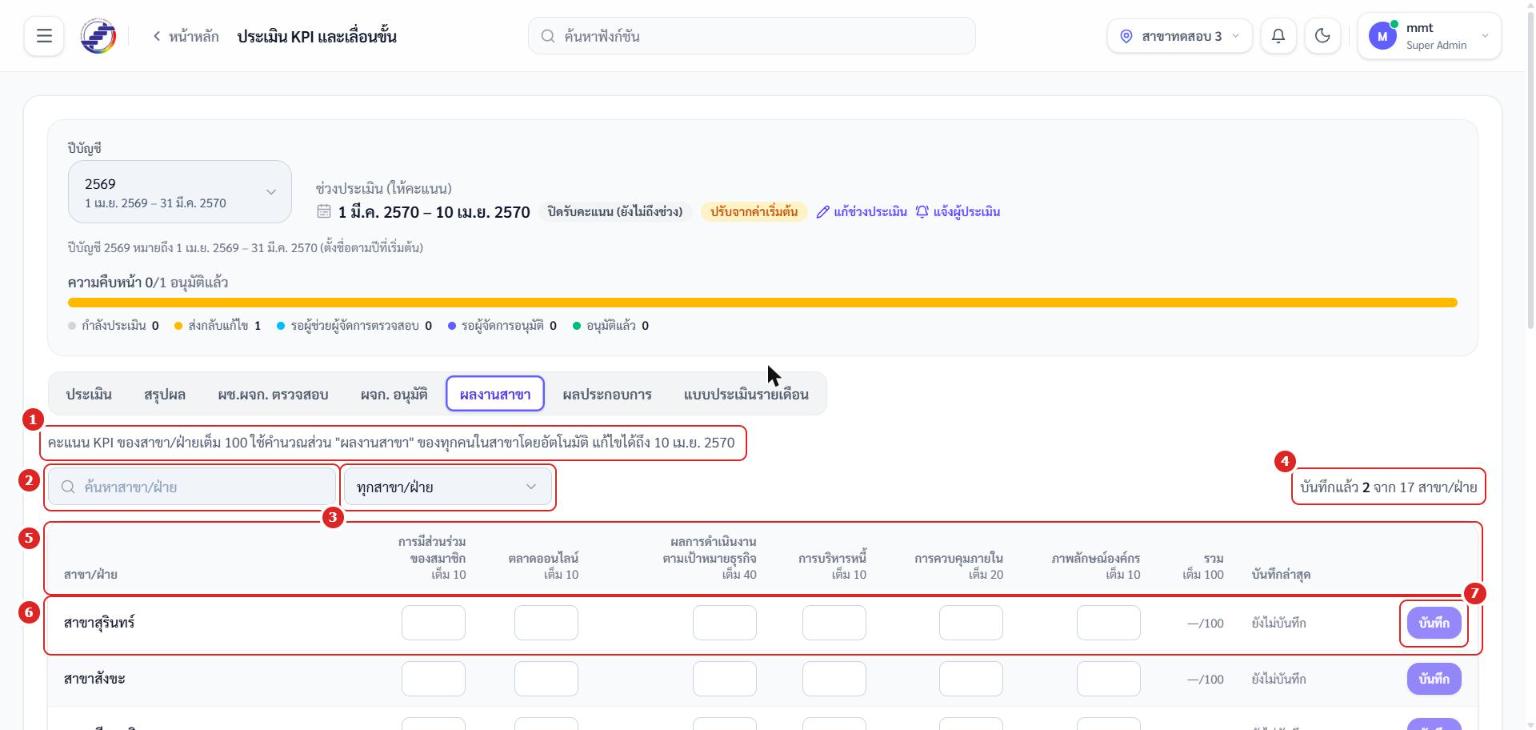 หน้าหลัก ประเมิน KPI และเลื่อนขั้น
ค้นหาฟังก์ชัน
สาขาทดสอบ 3
M
mmt
Super Admin
ปีบัญชี
2569
1 เม.ย. 2569 – 31 มี.ค. 2570
ช่วงประเมิน (ให้คะแนน)
1 มี.ค. 2570 – 10 เม.ย. 2570 ปิดรับคะแนน (ยังไม่ถึงช่วง) ปรับจากค่าเริ่มต้น แก้ช่วงประเมิน แจ้งผู้ประเมิน
ปีบัญชี 2569 หมายถึง 1 เม.ย. 2569 – 31 มี.ค. 2570 (ตั้งชื่อตามปีที่เริ่มต้น)
ความคืบหน้า 0/1 อนุมัติแล้ว
กำลังประเมิน 0 ส่งกลับแก้ไข 1 รอผู้ช่วยผู้จัดการตรวจสอบ 0 รอผู้จัดการอนุมัติ 0 อนุมัติแล้ว 0
ประเมิน สรุปผล ผช.ผจก. ตรวจสอบ ผจก. อนุมัติ ผลงานสาขา ผลประกอบการ แบบประเมินรายเดือน
1
คะแนน KPI ของสาขา/ฝ่ายเต็ม 100 ใช้คำนวณส่วน "ผลงานสาขา" ของทุกคนในสาขาโดยอัตโนมัติ แก้ไขได้ถึง 10 เม.ย. 2570
2
ค้นหาสาขา/ฝ่าย
3
ทุกสาขา/ฝ่าย
4
บันทึกแล้ว 2 จาก 17 สาขา/ฝ่าย
5
สาขา/ฝ่าย
การมีส่วนร่วม
ของสมาชิก
เต็ม 10
ตลาดออนไลน์
เต็ม 10
ผลการดำเนินงาน
ตามเป้าหมายธุรกิจ
เต็ม 40
การบริหารหนี้
เต็ม 10
การควบคุมภายใน
เต็ม 20
ภาพลักษณ์องค์กร
เต็ม 10
รวม
เต็ม 100
บันทึกล่าสุด
6
7
สาขาสุรินทร์ —/100 ยังไม่บันทึก บันทึก
สาขาสังขะ —/100 ยังไม่บันทึก บันทึก